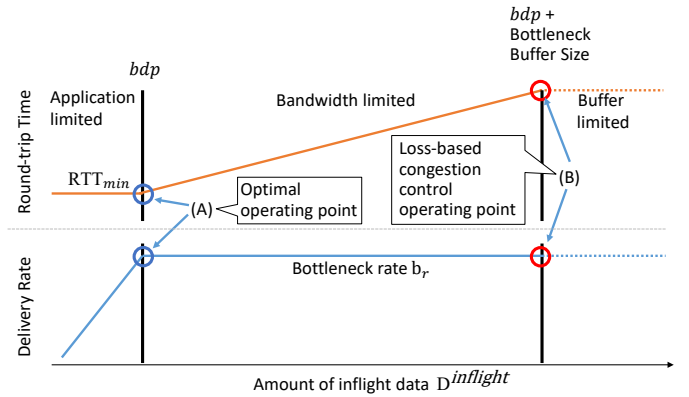 bdp +
Bottleneck
Buffer Size
bdp
Application
limited
Bandwidth limited
Buffer
limited
Round-trip Time
RTTmin
(A)
Optimal
operating point
Loss-based
congestion
control
operating point
(B)
Delivery Rate
Bottleneck rate br
Amount of inflight data Dinflight